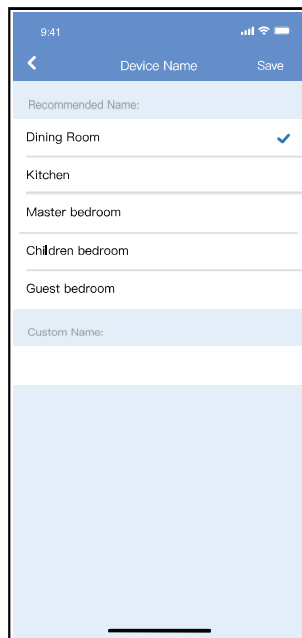 9:41
Device Name Save
Recommended Name:
Dining Room
Kitchen
Master bedroom
Children bedroom
Guest bedroom
Custom Name: